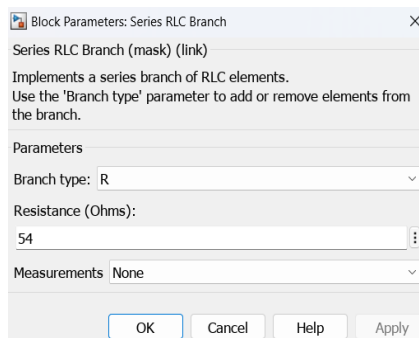 Block Parameters: Series RLC Branch
Series RLC Branch (mask) (link)
Implements a series branch of RLC elements.
Use the 'Branch type' parameter to add or remove elements from
the branch.
Parameters
Branch type: R
Resistance (Ohms):
54
Measurements None
OK Cancel Help Apply